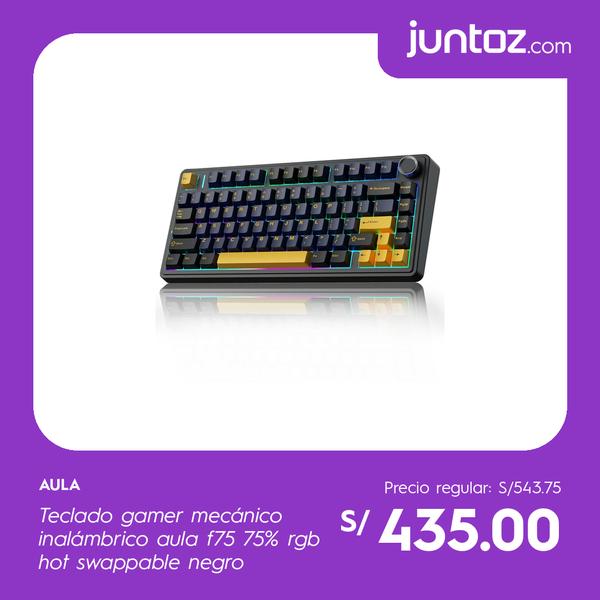 juntoz.com
AULA
Teclado gamer mecánico
inalámbrico aula f75 75% rgb
hot swappable negro
Precio regular: S/543.75
S/ 435.00